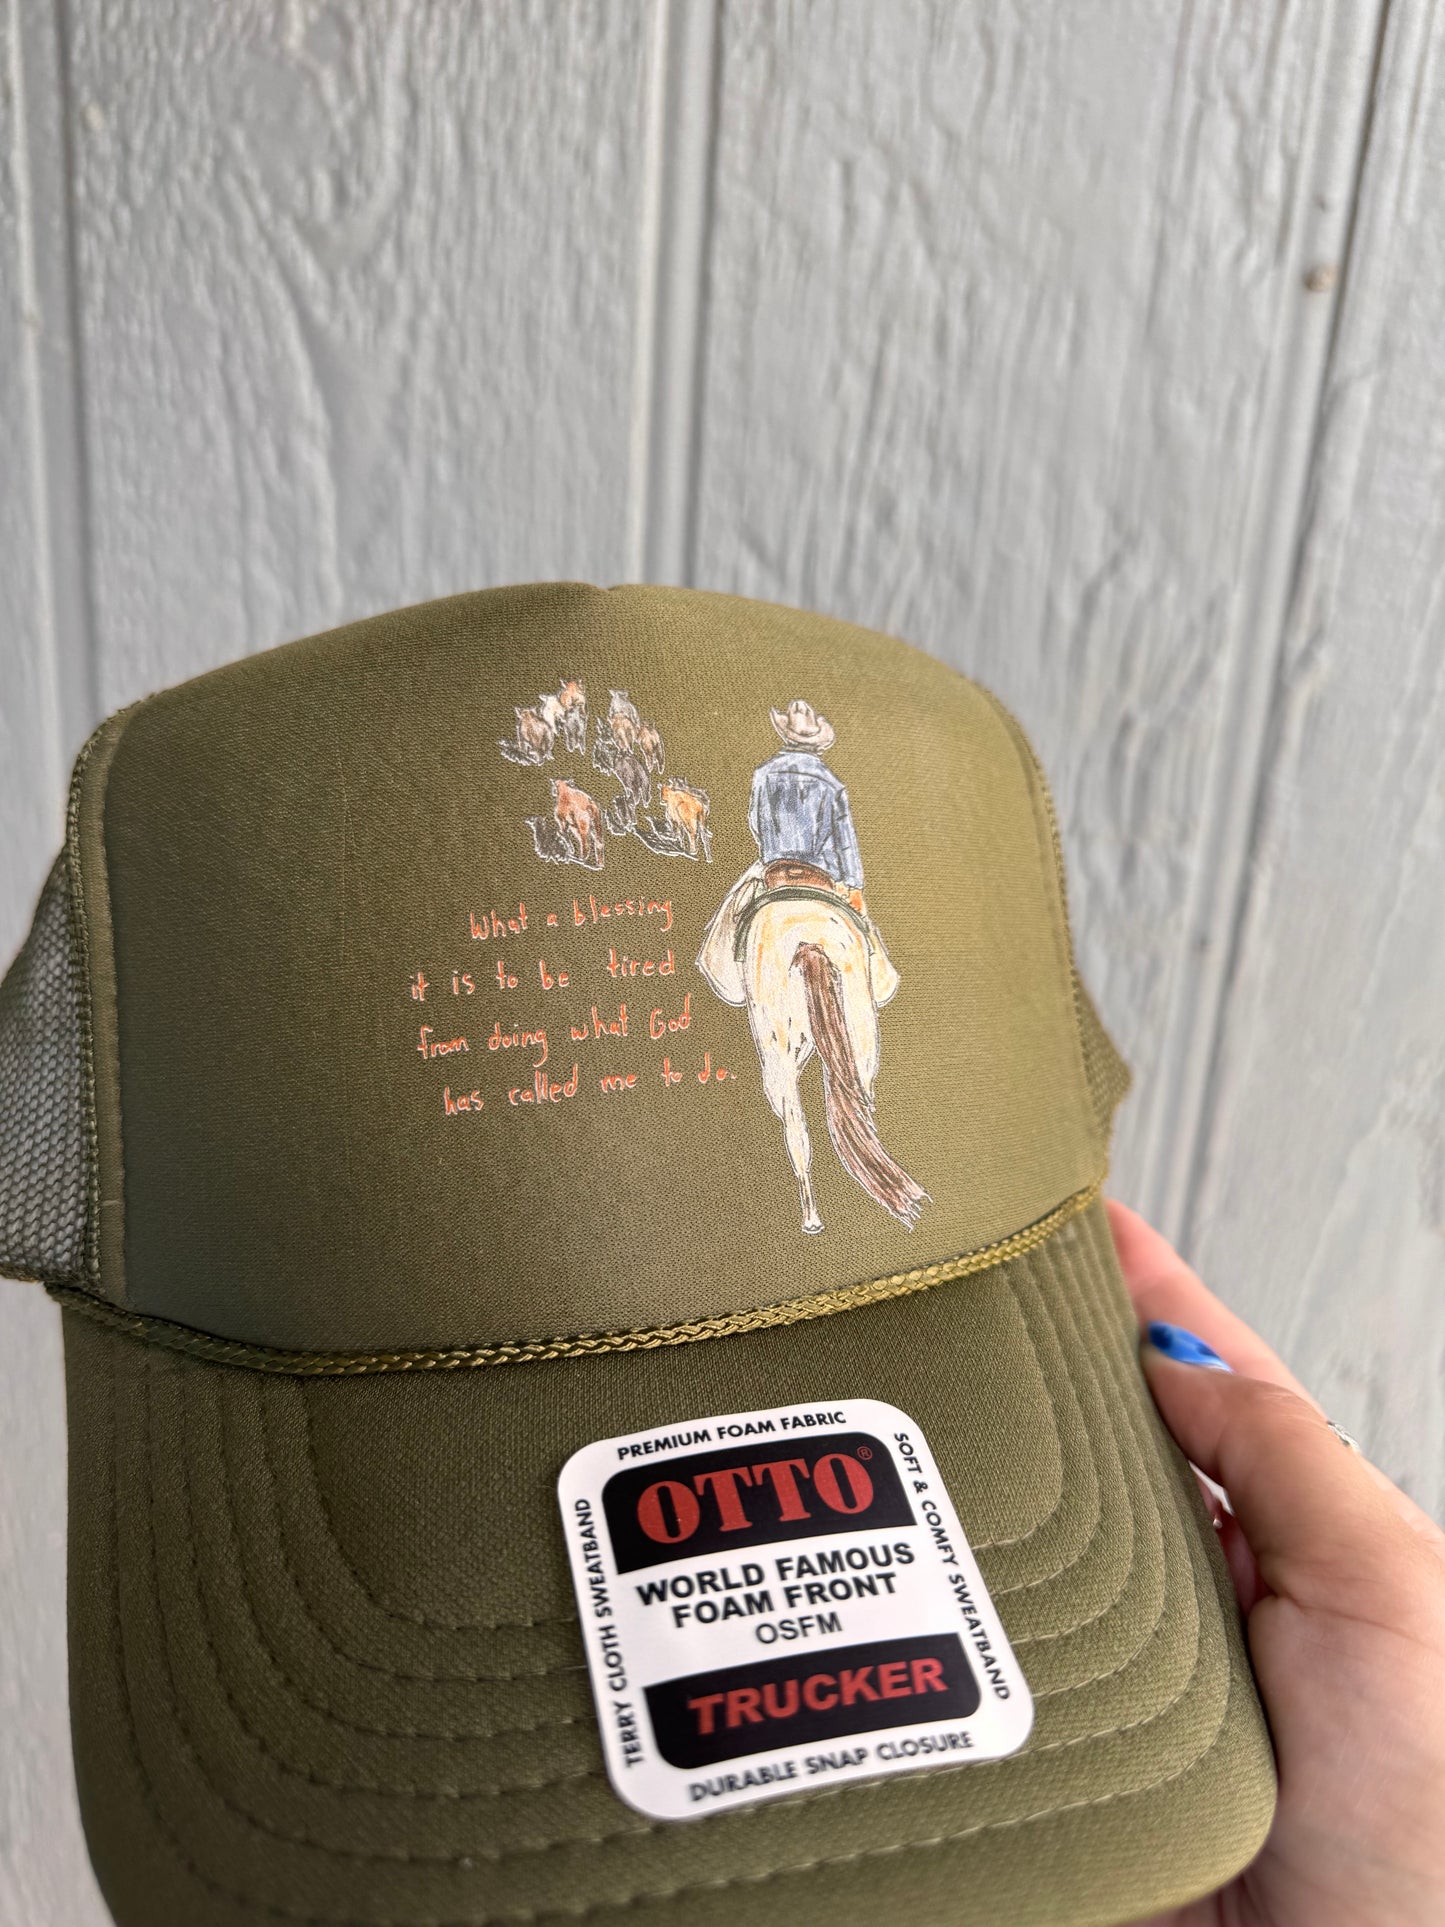 What a blessing
it is to be tired
from doing what God
has called me to do.
PREMIUM FOAM FABRIC
OTTO®
WORLD FAMOUS
FOAM FRONT
OSFM
TRUCKER
DURABLE SNAP CLOSURE
TERRY CLOTH SWEATBAND
SOFT & COMFY SWEATBAND